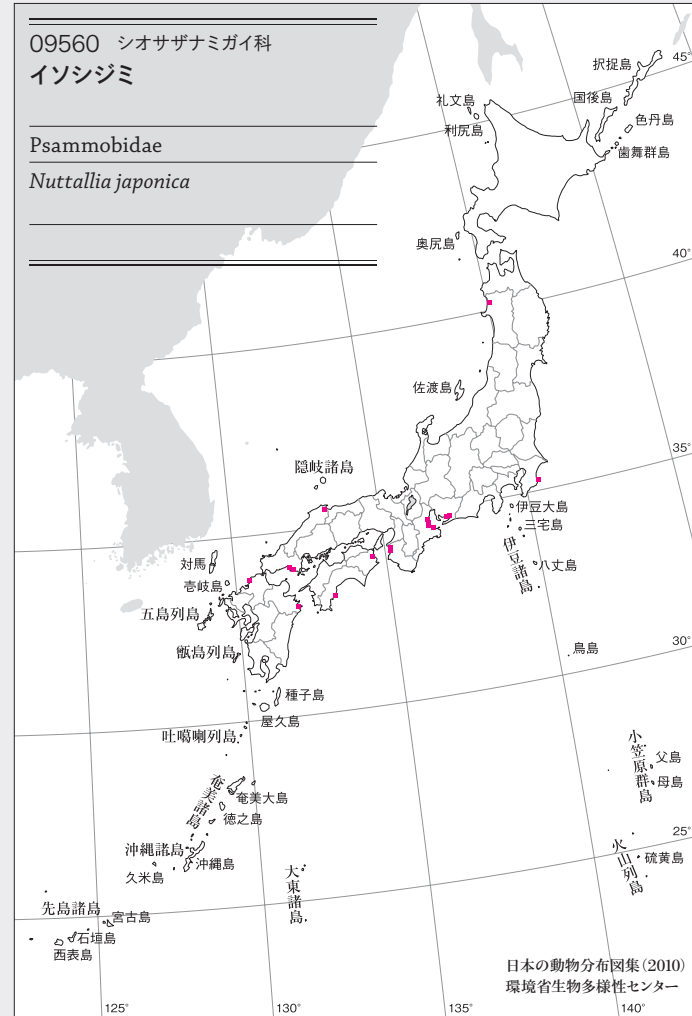 09560 シオサザナミガイ科
イソシジミ
Psammobidae
Nuttallia japonica
択捉島
45°
国後島
礼文島
色丹島
利尻島
歯舞群島
奥尻島
40°
佐渡島
35°
隠岐諸島
伊豆大島
三宅島
伊豆諸島
八丈島
対馬
壱岐島
五島列島
甑島列島
鳥島
30°
種子島
屋久島
吐噶喇列島
小笠原群島
父島
母島
奄美諸島
奄美大島
徳之島
25°
沖縄諸島
沖縄島
火山列島
硫黄島
久米島
大東諸島
先島諸島
宮古島
石垣島
西表島
日本の動物分布図集(2010)
環境省生物多様性センター
125°
130°
135°
140°